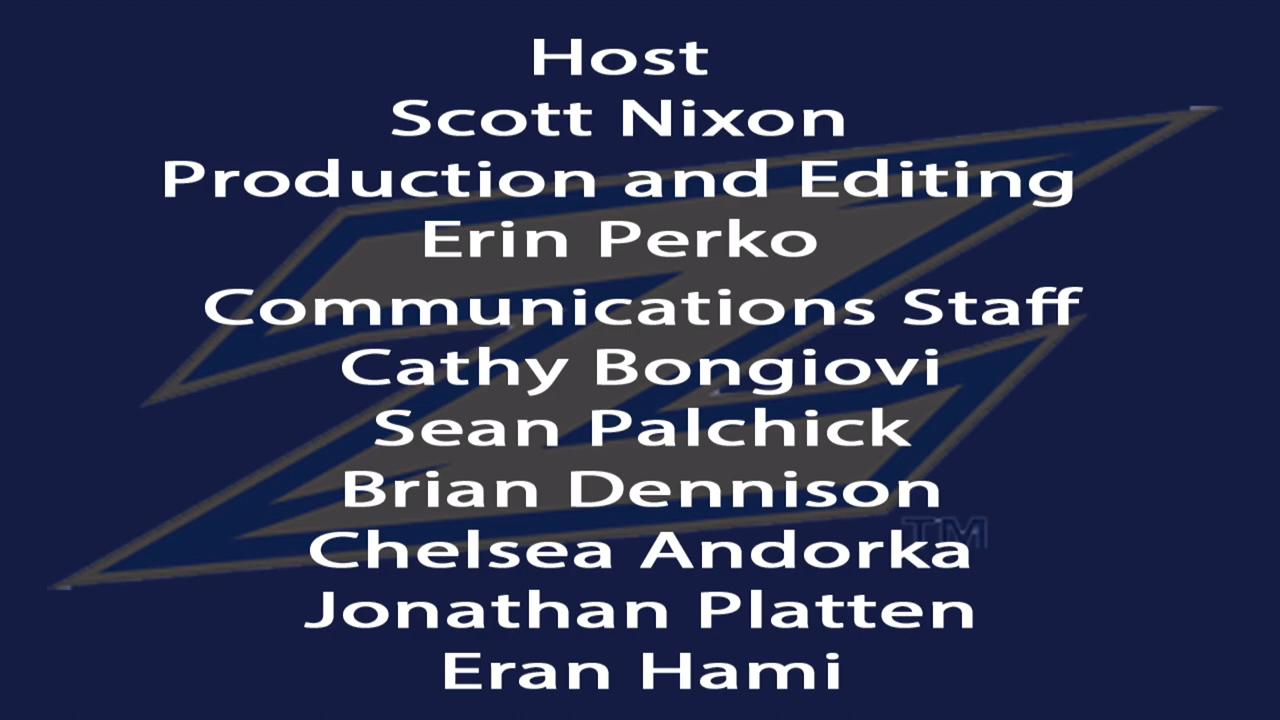 Host
Scott Nixon
Production and Editing
Erin Perko
Communications Staff
Cathy Bongiovi
Sean Palchick
Brian Dennison
Chelsea Andorka
Jonathan Platten
Eran Hami
TM